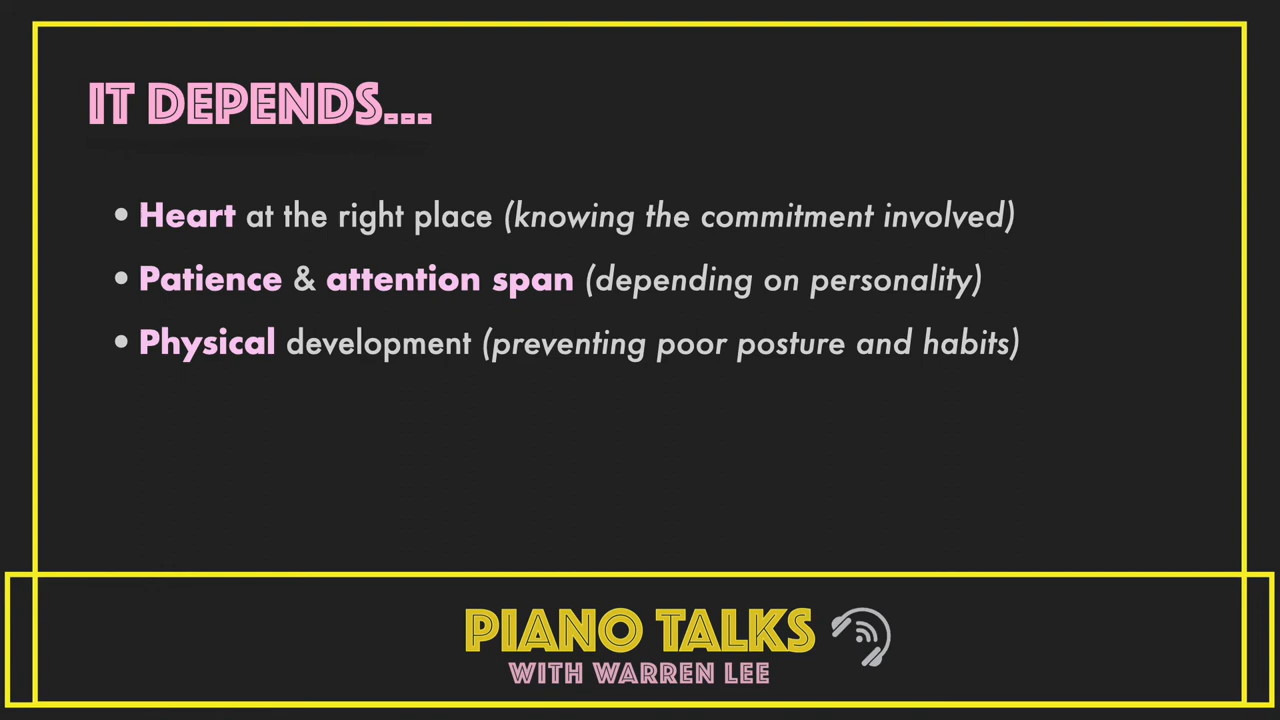 IT DEPENDS...
• Heart at the right place (knowing the commitment involved)
• Patience & attention span (depending on personality)
• Physical development (preventing poor posture and habits)
PIANO TALKS
WITH WARREN LEE